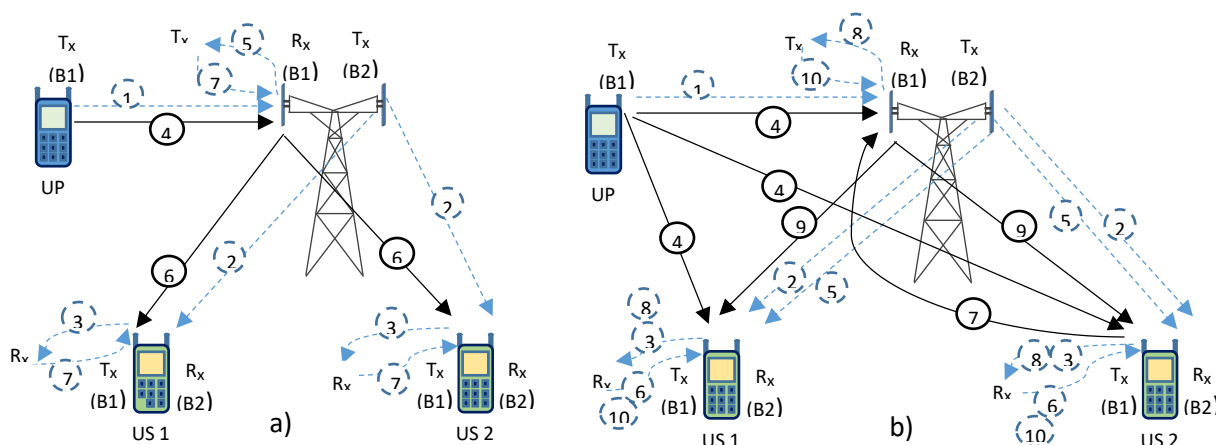 Tx
(B1)
1
4
UP
Tx
5
7
Rx
(B1)
Tx
(B2)
2
2
6
6
3
Rx
7
Tx
(B1)
Rx
(B2)
US 1
a)
3
Rx
7
Tx
(B1)
Rx
(B2)
US 2
Tx
(B1)
1
4
UP
Tx
8
10
Rx
(B1)
Tx
(B2)
4
4
9
2
5
5
2
9
7
8
3
Rx
6
10
Tx
(B1)
Rx
(B2)
US 1
b)
8
3
Rx
6
10
Tx
(B1)
Rx
(B2)
US 2